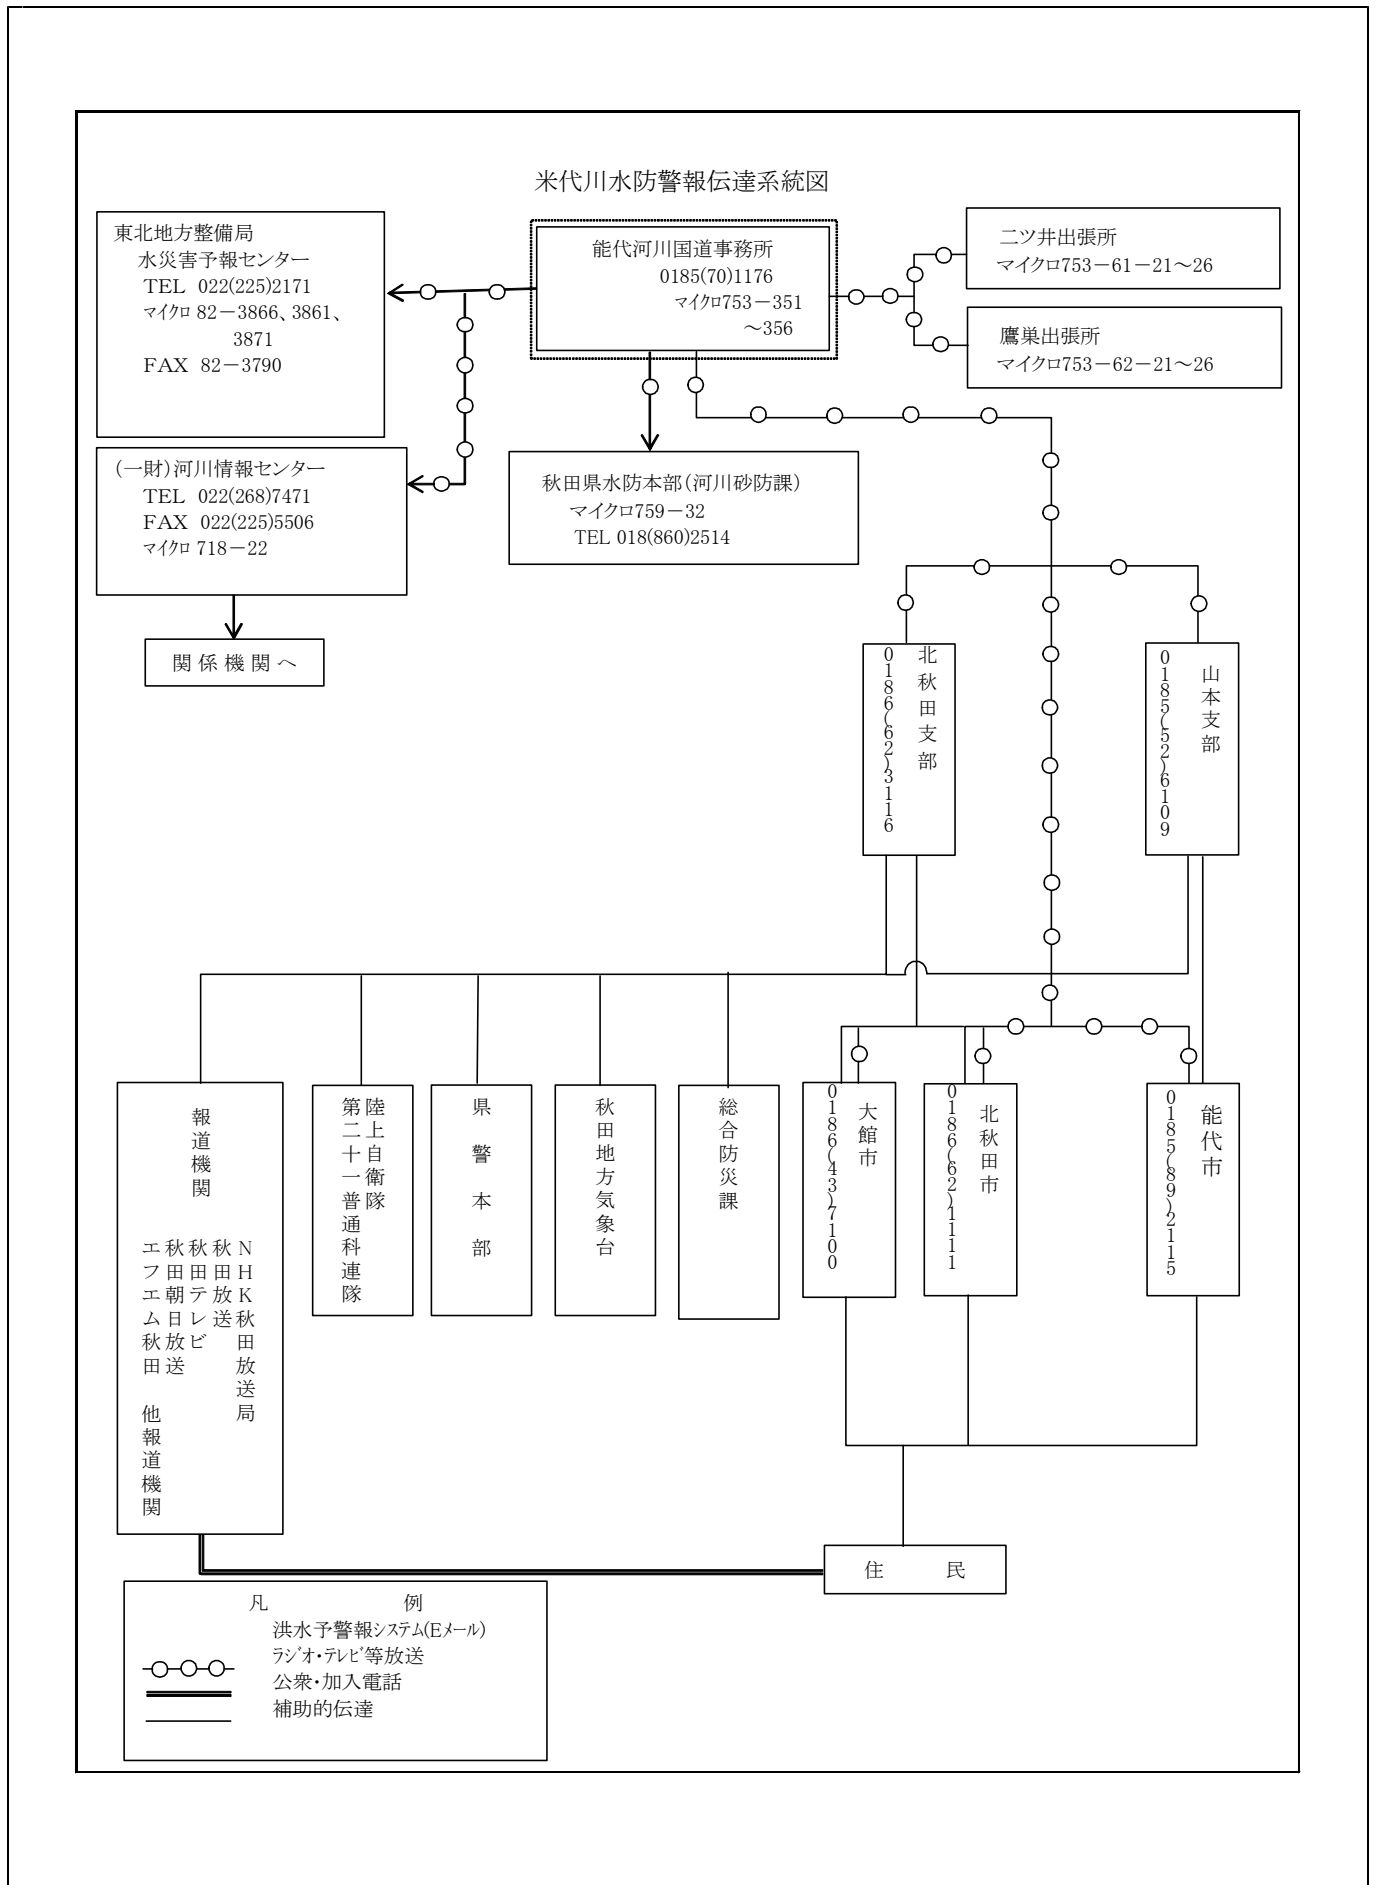 米代川水防警報伝達系統図
東北地方整備局
水災害予報センター
TEL 022(225)2171
マイクロ 82－3866、3861、
3871
FAX 82－3790
能代河川国道事務所
0185(70)1176
マイクロ753－351
～356
二ツ井出張所
マイクロ753－61－21～26
鷹巣出張所
マイクロ753－62－21～26
(一財)河川情報センター
TEL 022(268)7471
FAX 022(225)5506
マイクロ 718－22
秋田県水防本部(河川砂防課)
マイクロ759－32
TEL 018(860)2514
関係機関へ
北秋田支部
0186(62)3116
山本支部
0185(52)6109
報道機関
NHK秋田放送局
秋田放送
秋田テレビ
秋田朝日放送
エフエム秋田 他報道機関
陸上自衛隊
第二十一普通科連隊
県警本部
秋田地方気象台
総合防災課
大館市
0186(43)7100
北秋田市
0186(62)1111
能代市
0185(89)2115
住民
凡例
洪水予警報システム(Eメール)
ラジオ・テレビ等放送
公衆・加入電話
補助的伝達